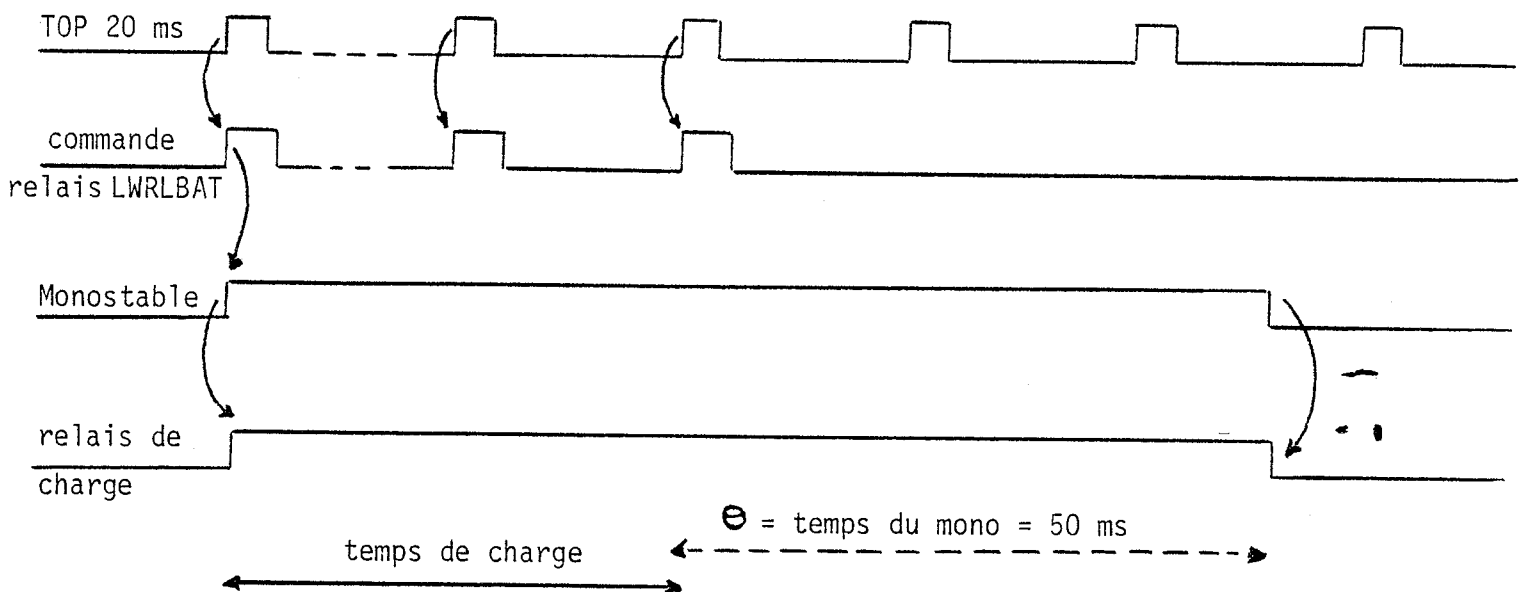 TOP 20 ms
commande
relais LWRLBAT
Monostable
relais de
charge
Θ = temps du mono = 50 ms
temps de charge